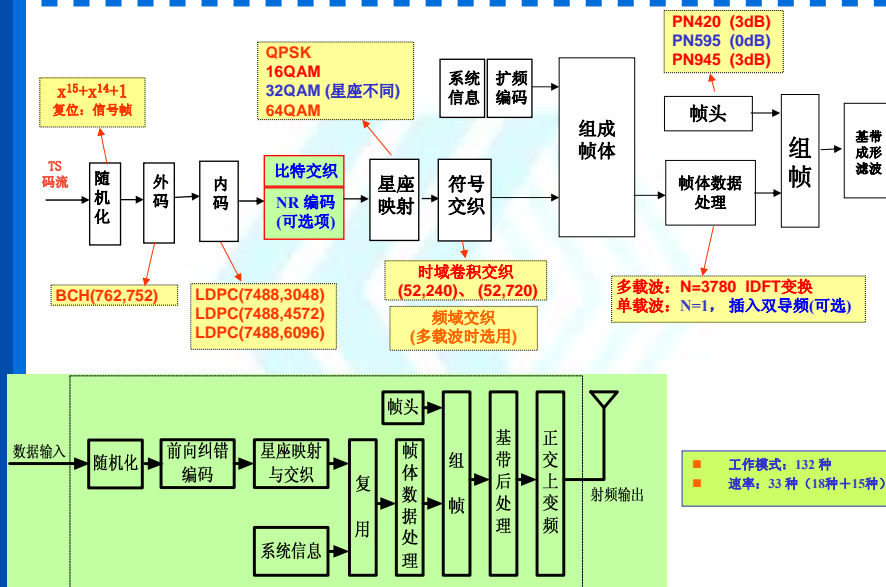 PN420 (3dB)
PN595 (0dB)
PN945 (3dB)
QPSK
16QAM
32QAM (星座不同)
64QAM
x15+x14+1
复位：信号帧
系统
信息
扩频
编码
组成
帧体
帧头
组
帧
基带
成形
滤波
TS
码流
随
机
化
外
码
内
码
比特交织
NR 编码
(可选项)
星座
映射
符号
交织
帧体数据
处理
BCH(762,752)
LDPC(7488,3048)
LDPC(7488,4572)
LDPC(7488,6096)
时域卷积交织
(52,240)、 (52,720)
频域交织
(多载波时选用)
多载波：N=3780 IDFT变换
单载波：N=1， 插入双导频(可选)
数据输入
随机化
前向纠错
编码
星座映射
与交织
系统信息
复
用
帧头
帧
体
数
据
处
理
组
帧
基
带
后
处
理
正
交
上
变
频
射频输出
工作模式：132 种
速率：33 种（18种＋15种）